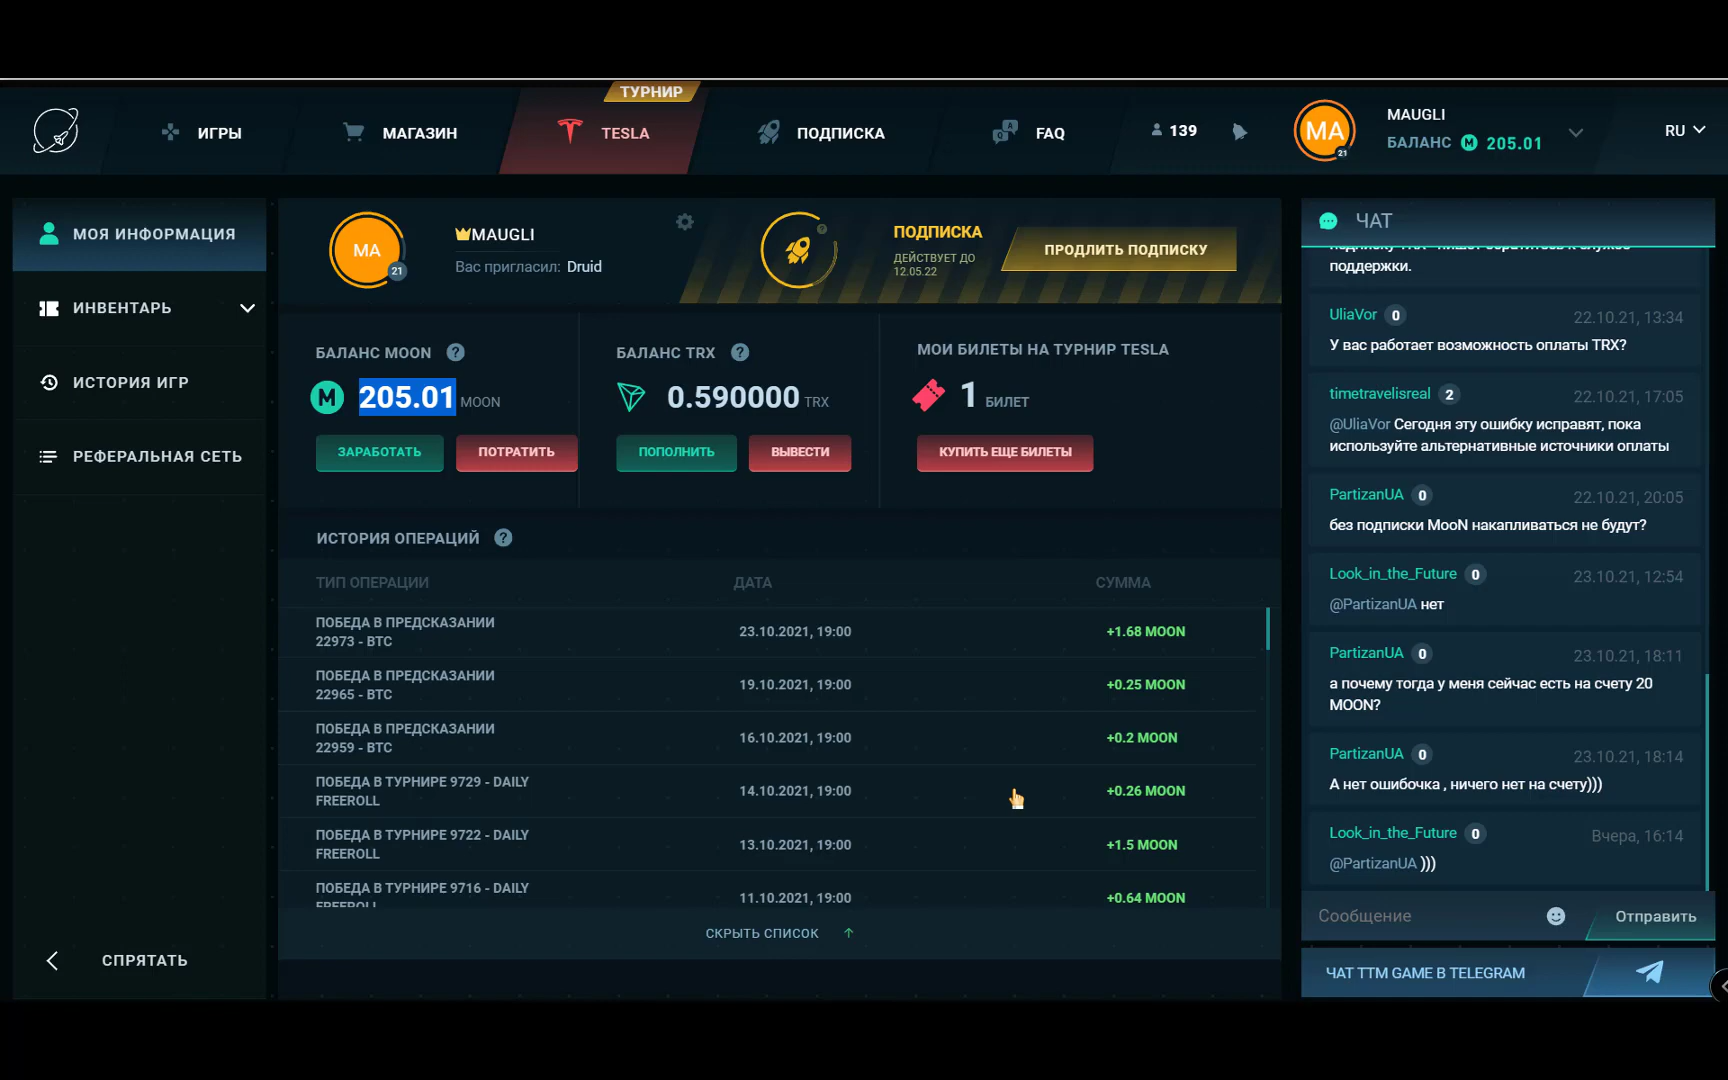 ТУРНИР
ИГРЫ
МАГАЗИН
TESLA
ПОДПИСКА
FAQ
139
MA
21
MAUGLI
БАЛАНС M 205.01
RU
МОЯ ИНФОРМАЦИЯ
ИНВЕНТАРЬ
ИСТОРИЯ ИГР
РЕФЕРАЛЬНАЯ СЕТЬ
СПРЯТАТЬ
MA
21
MAUGLI
Вас пригласил: Druid
?
ПОДПИСКА
ДЕЙСТВУЕТ ДО
12.05.22
ПРОДЛИТЬ ПОДПИСКУ
БАЛАНС MOON ?
M 205.01 MOON
ЗАРАБОТАТЬ
ПОТРАТИТЬ
БАЛАНС TRX ?
0.590000 TRX
ПОПОЛНИТЬ
ВЫВЕСТИ
МОИ БИЛЕТЫ НА ТУРНИР TESLA
1 БИЛЕТ
КУПИТЬ ЕЩЕ БИЛЕТЫ
ИСТОРИЯ ОПЕРАЦИЙ ?
ТИП ОПЕРАЦИИ
ДАТА
СУММА
ПОБЕДА В ПРЕДСКАЗАНИИ
22973 - BTC
23.10.2021, 19:00
+1.68 MOON
ПОБЕДА В ПРЕДСКАЗАНИИ
22965 - BTC
19.10.2021, 19:00
+0.25 MOON
ПОБЕДА В ПРЕДСКАЗАНИИ
22959 - BTC
16.10.2021, 19:00
+0.2 MOON
ПОБЕДА В ТУРНИРЕ 9729 - DAILY
FREEROLL
14.10.2021, 19:00
+0.26 MOON
ПОБЕДА В ТУРНИРЕ 9722 - DAILY
FREEROLL
13.10.2021, 19:00
+1.5 MOON
ПОБЕДА В ТУРНИРЕ 9716 - DAILY
FREEROLL
11.10.2021, 19:00
+0.64 MOON
СКРЫТЬ СПИСОК
ЧАТ
подписку TRX - пишет обратитесь к службе
поддержки.
UliaVor 0 22.10.21, 13:34
У вас работает возможность оплаты TRX?
timetravelisreal 2 22.10.21, 17:05
@UliaVor Сегодня эту ошибку исправят, пока
используйте альтернативные источники оплаты
PartizanUA 0 22.10.21, 20:05
без подписки MooN накапливаться не будут?
Look_in_the_Future 0 23.10.21, 12:54
@PartizanUA нет
PartizanUA 0 23.10.21, 18:11
а почему тогда у меня сейчас есть на счету 20
MOON?
PartizanUA 0 23.10.21, 18:14
А нет ошибочка , ничего нет на счету)))
Look_in_the_Future 0 Вчера, 16:14
@PartizanUA )))
Сообщение
Отправить
ЧАТ TTM GAME В TELEGRAM